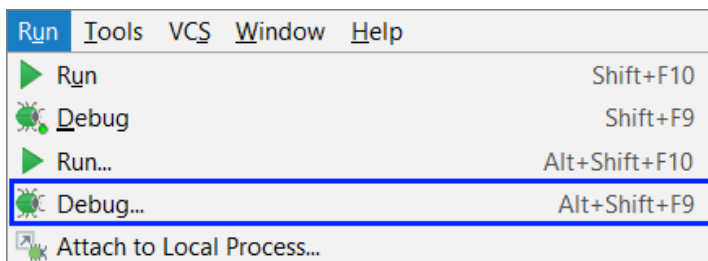 Run Tools VCS Window Help
Run Shift+F10
Debug Shift+F9
Run... Alt+Shift+F10
Debug... Alt+Shift+F9
Attach to Local Process...